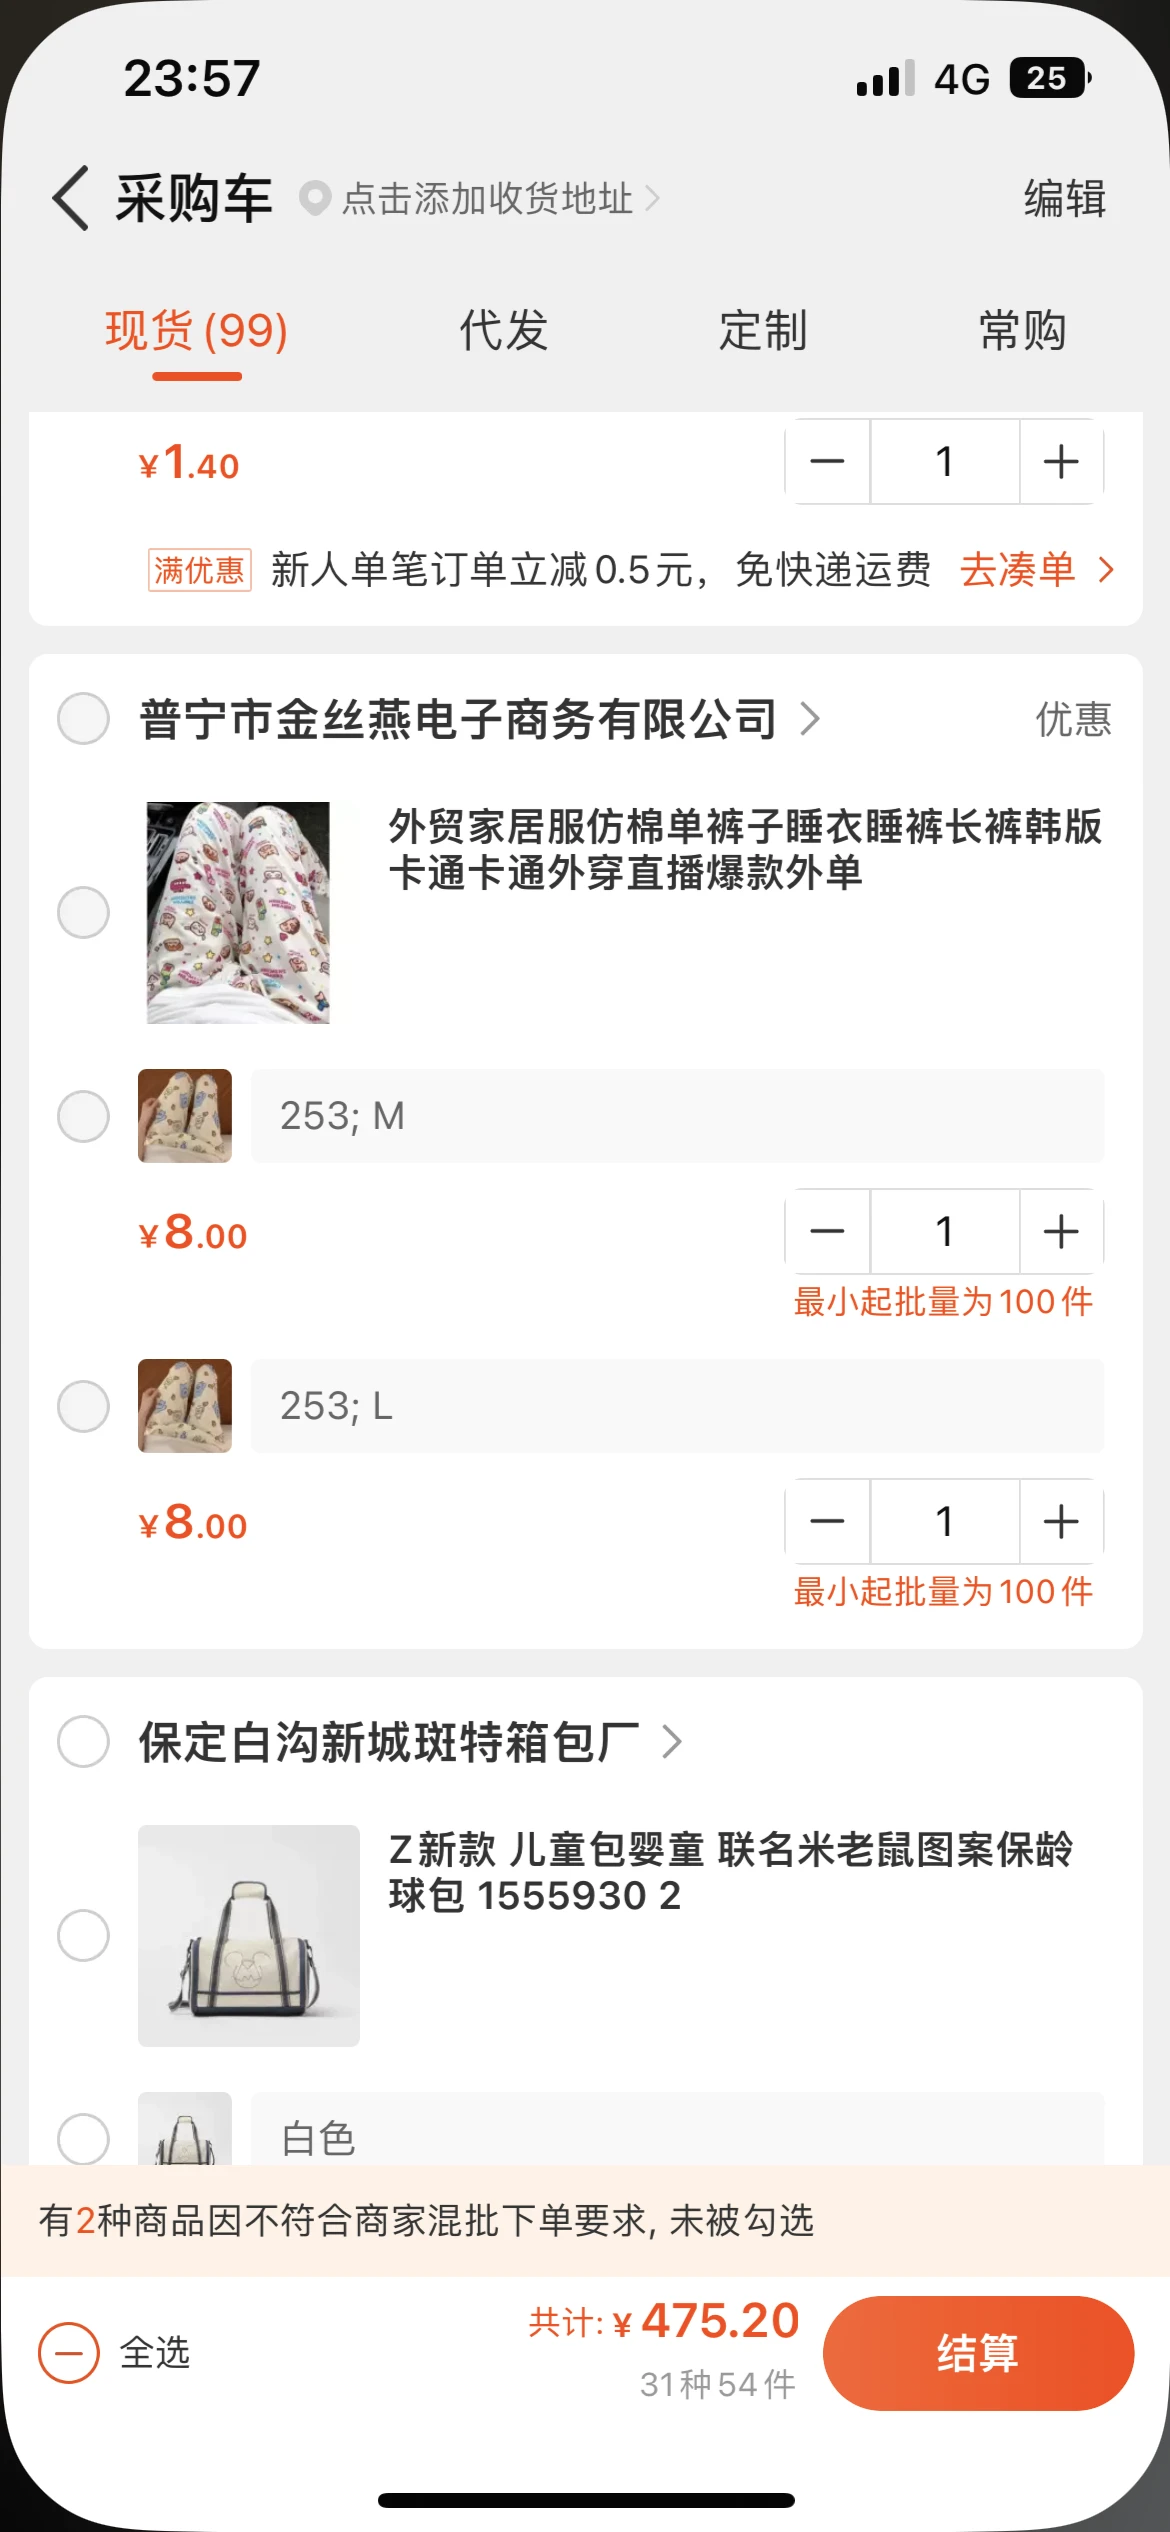 23:57
4G 25
采购车 点击添加收货地址
编辑
现货(99) 代发 定制 常购
¥1.40
1
满优惠 新人单笔订单立减0.5元，免快递运费 去凑单
普宁市金丝燕电子商务有限公司 优惠
外贸家居服仿棉单裤子睡衣睡裤长裤韩版
卡通卡通外穿直播爆款外单
253; M
¥8.00
1
最小起批量为100件
253; L
¥8.00
1
最小起批量为100件
保定白沟新城斑特箱包厂
Z新款 儿童包婴童 联名米老鼠图案保龄
球包 1555930 2
白色
有2种商品因不符合商家混批下单要求, 未被勾选
全选
共计: ¥475.20
31种54件
结算